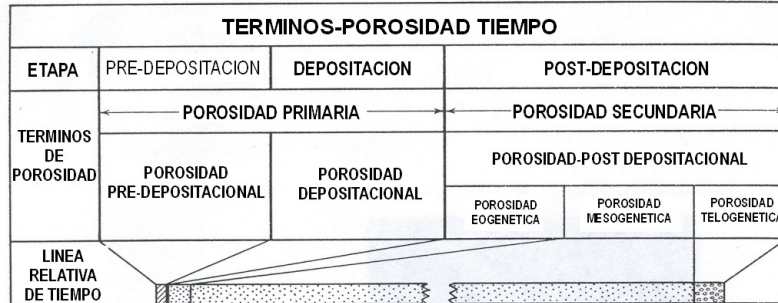 TERMINOS-POROSIDAD TIEMPO
ETAPA
PRE-DEPOSITACION
DEPOSITACION
POST-DEPOSITACION
TERMINOS
DE
POROSIDAD
POROSIDAD PRIMARIA
POROSIDAD SECUNDARIA
POROSIDAD
PRE-DEPOSITACIONAL
POROSIDAD
DEPOSITACIONAL
POROSIDAD-POST DEPOSITACIONAL
POROSIDAD
EOGENETICA
POROSIDAD
MESOGENETICA
POROSIDAD
TELOGENETICA
LINEA
RELATIVA
DE TIEMPO